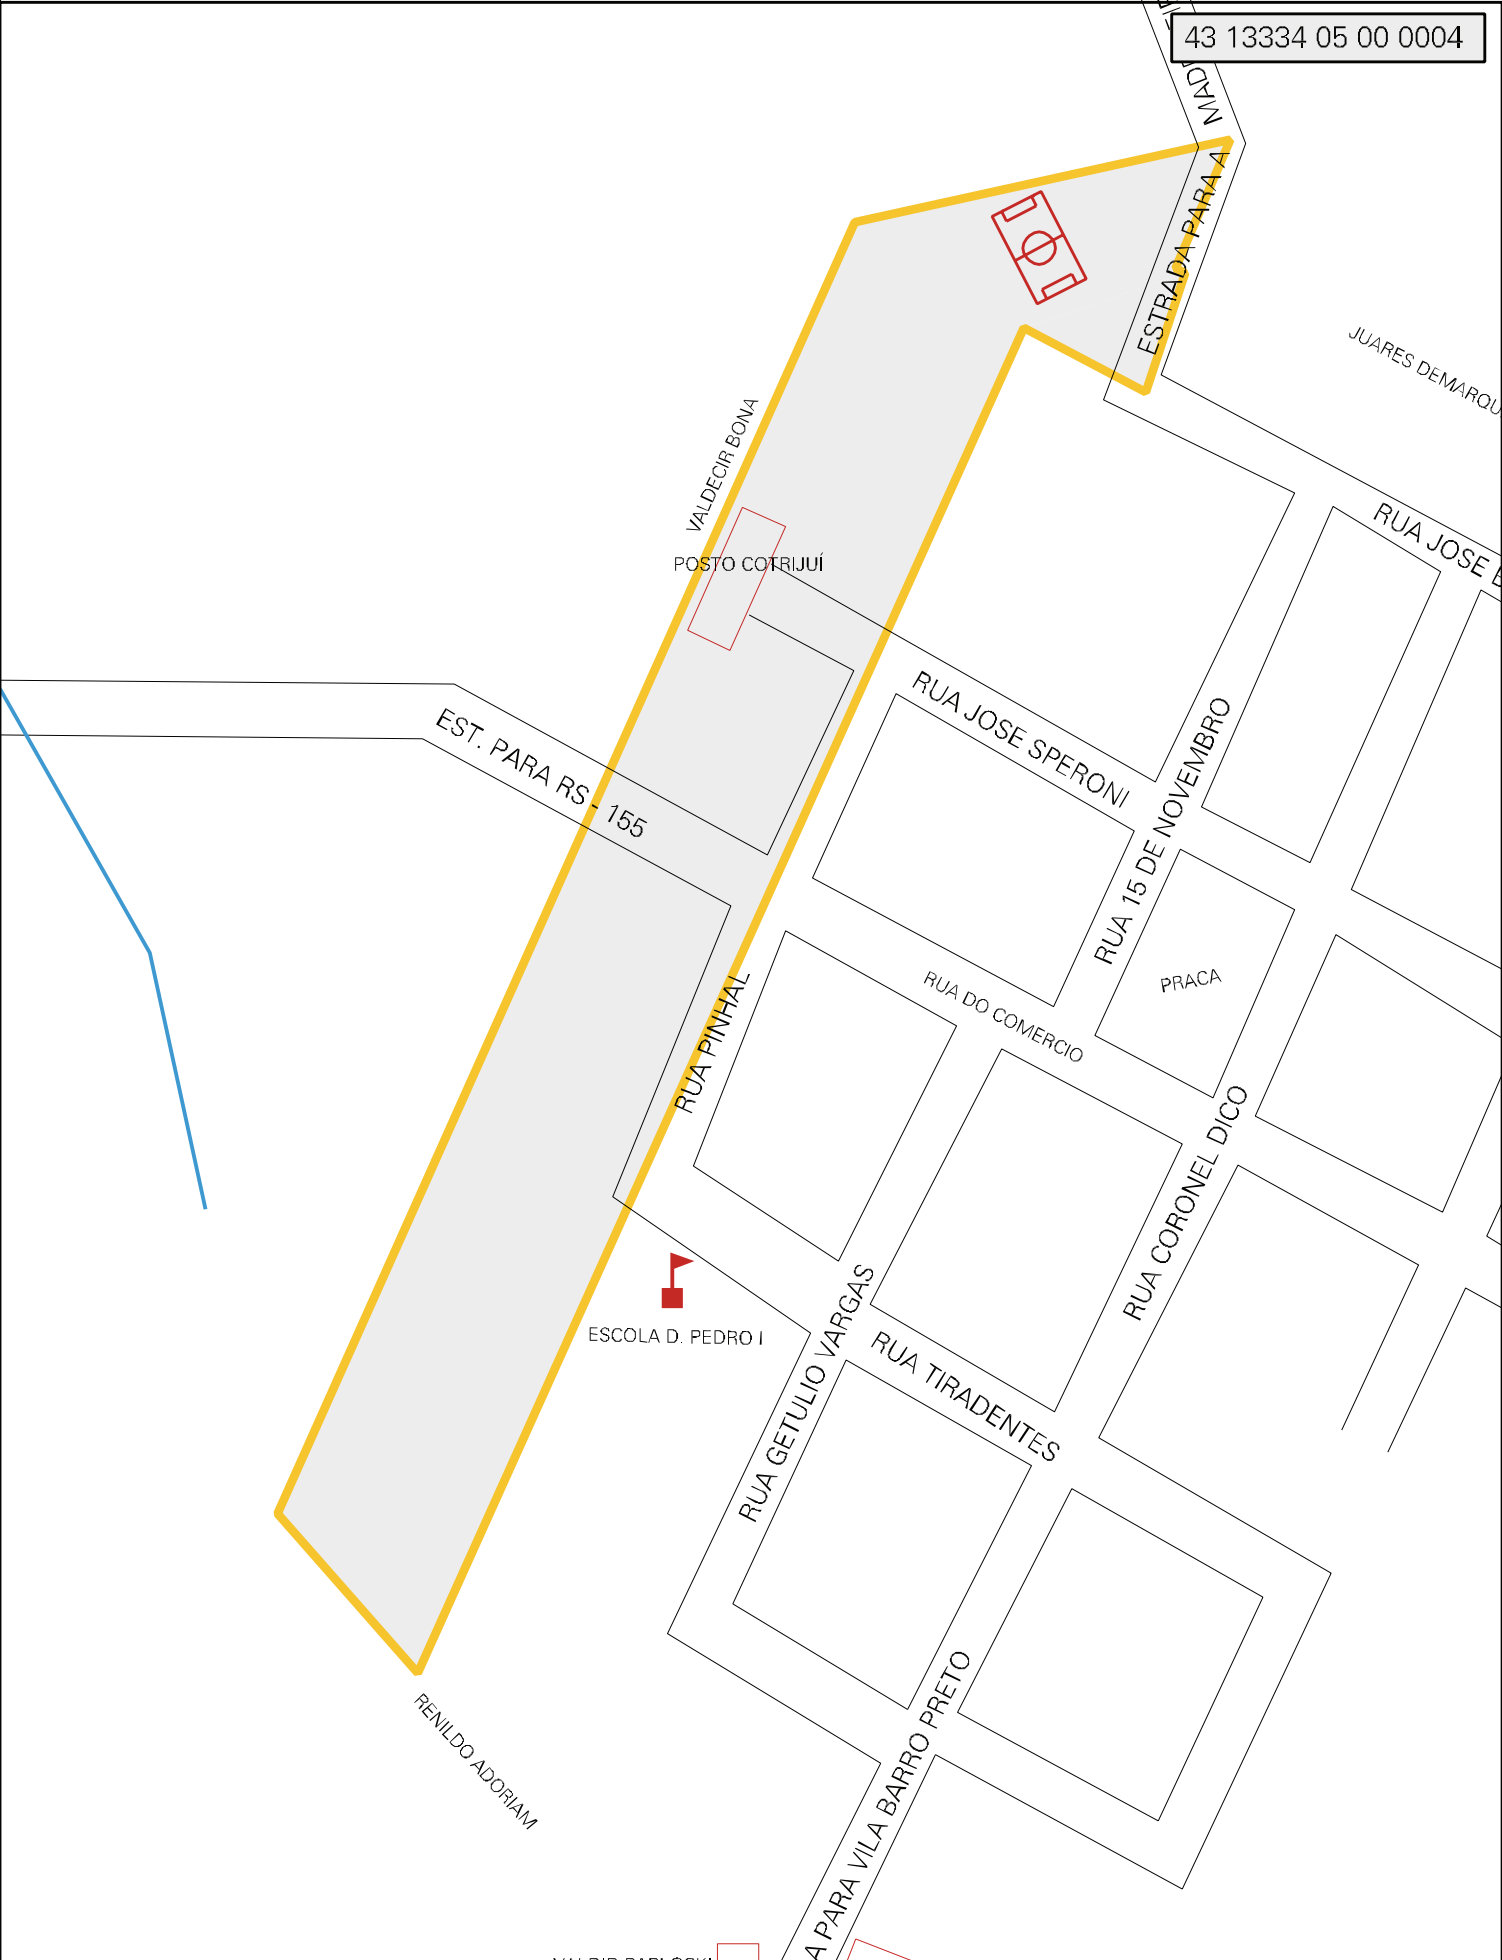 43 13334 05 00 0004
ESTRADA PARA A
JUARES
VALDECIR BONA
RUA JOSE
POSTO COTRIJUÍ
EST. PARA RS - 155
RUA JOSE SPERONI
RUA 15 DE NOVEMBRO
PRACA
RUA DO COMERCIO
RUA PINHAL
RUA CORONEL DICO
ESCOLA D. PEDRO I
RUA GETULIO VARGAS
RUA TIRADENTES
RENILDO ADORIAM
PARA VILA BARRO PRETO